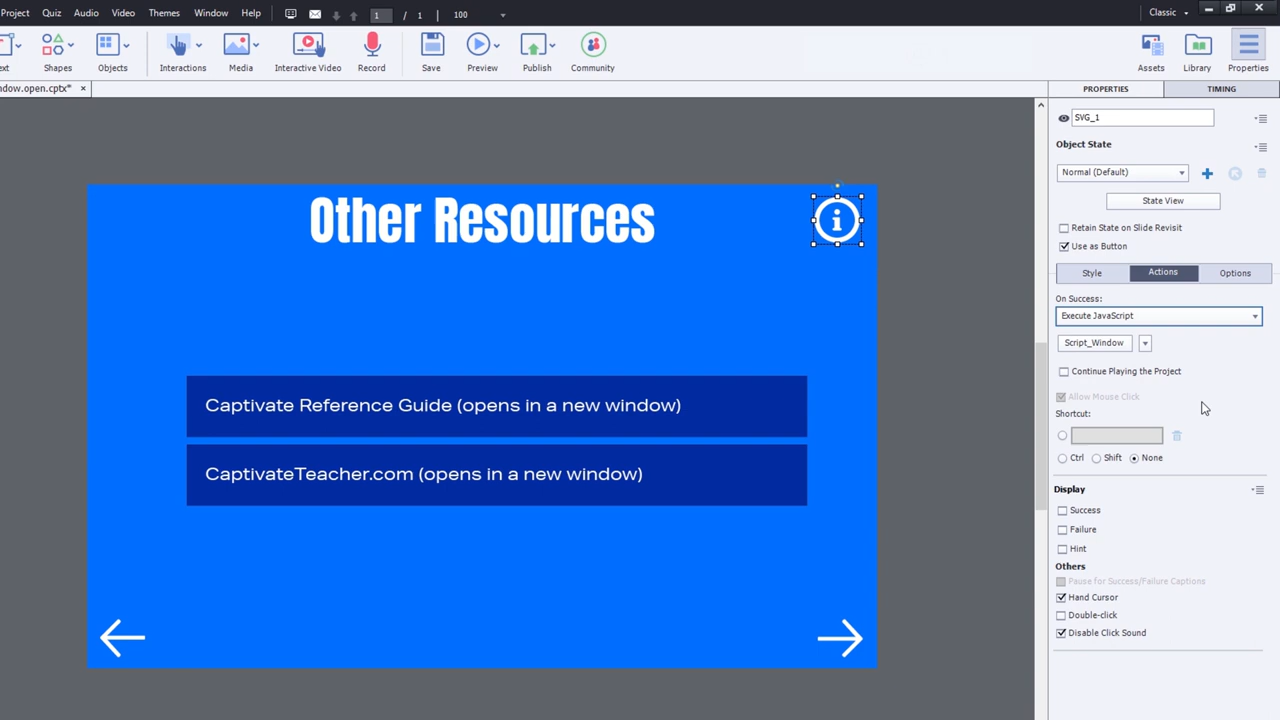 Project Quiz Audio Video Themes Window Help 1 / 1 100 Classic
Shapes Objects Interactions Media Interactive Video Record Save Preview Publish Community Assets Library Properties
ndow.open.cptx* × PROPERTIES TIMING
SVG_1
Object State
Normal (Default)
State View
Retain State on Slide Revisit
Use as Button
Style Actions Options
On Success:
Execute JavaScript
Script_Window
Continue Playing the Project
Allow Mouse Click
Shortcut:
Ctrl Shift None
Display
Success
Failure
Hint
Others
Pause for Success/Failure Captions
Hand Cursor
Double-click
Disable Click Sound
Other Resources
i
Captivate Reference Guide (opens in a new window)
CaptivateTeacher.com (opens in a new window)